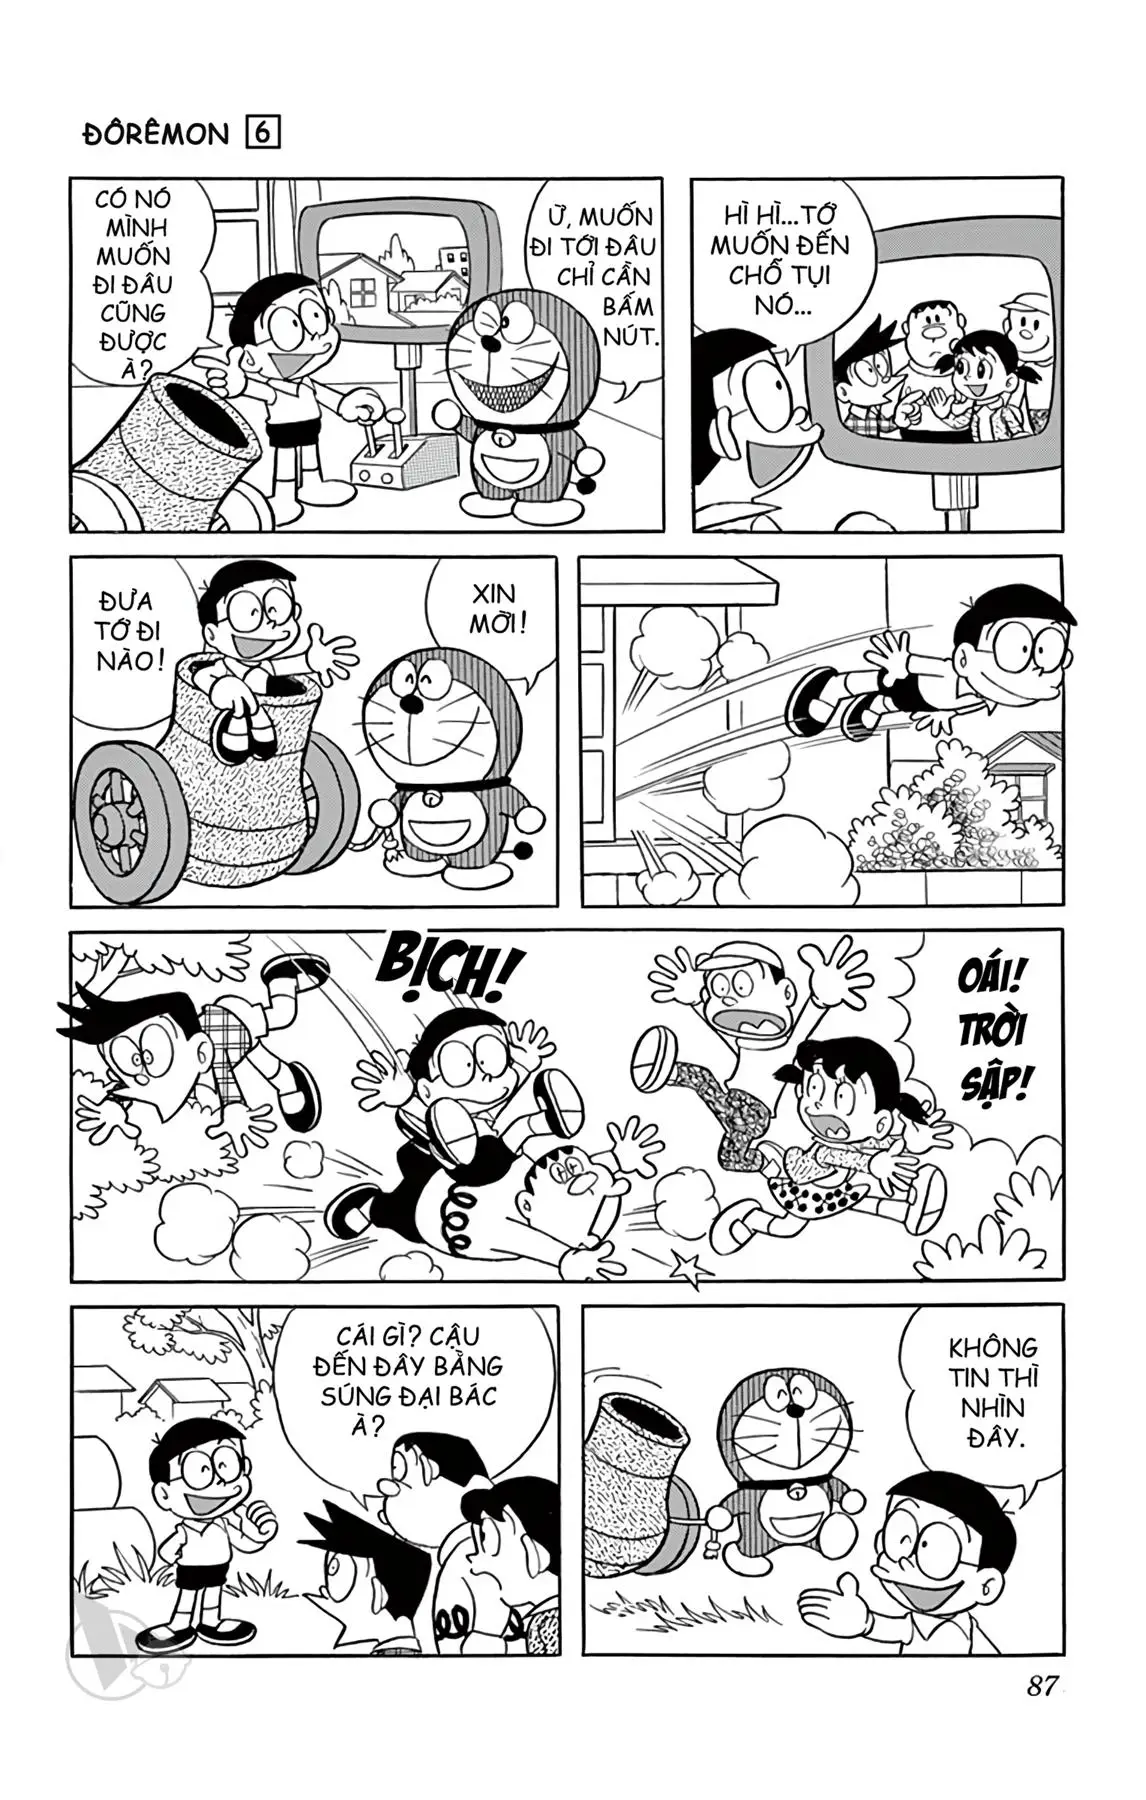 ĐÔRÊMON 6
CÓ NÓ
MÌNH
MUỐN
ĐI ĐÂU
CŨNG
ĐƯỢC
À?
Ừ, MUỐN
ĐI TỚI ĐÂU
CHỈ CẦN
BẤM
NÚT.
HÌ HÌ...TỚ
MUỐN ĐẾN
CHỖ TỤI
NÓ...
ĐƯA
TỚ ĐI
NÀO!
XIN
MỜI!
BỊCH!
OÁI!
TRỜI
SẬP!
CÁI GÌ? CẬU
ĐẾN ĐÂY BẰNG
SÚNG ĐẠI BÁC
À?
KHÔNG
TIN THÌ
NHÌN
ĐÂY.
87